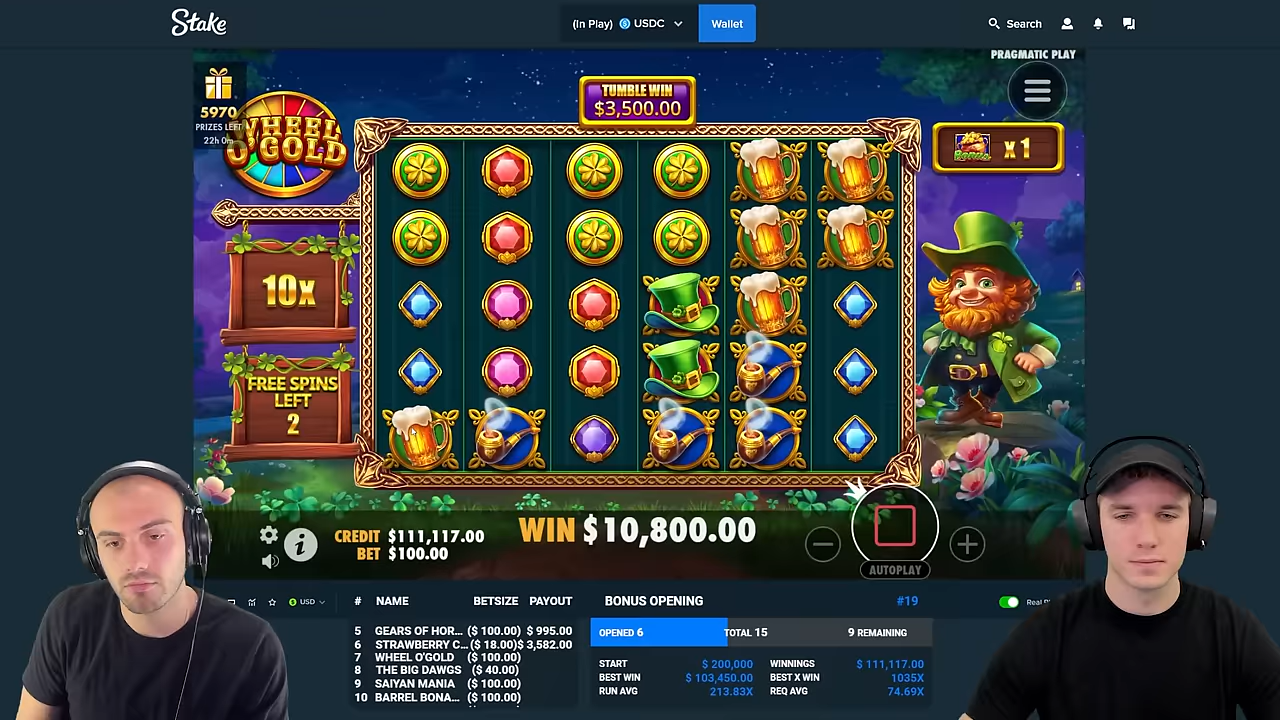 Stake
(In Play) USDC
Wallet
Search
PRAGMATIC PLAY
5970
PRIZES LEFT
22h 0m
WHEEL
O'GOLD
TUMBLE WIN
$3,500.00
Bonus x1
10x
FREE SPINS
LEFT
2
CREDIT $111,117.00
BET $100.00
WIN $10,800.00
AUTOPLAY
USD
# NAME BETSIZE PAYOUT
5 GEARS OF HOR... ($ 100.00) $ 995.00
6 STRAWBERRY C... ($ 18.00) $ 3,582.00
7 WHEEL O'GOLD ($ 100.00)
8 THE BIG DAWGS ($ 40.00)
9 SAIYAN MANIA ($ 100.00)
10 BARREL BONA... ($ 100.00)
BONUS OPENING #19
OPENED 6 TOTAL 15 9 REMAINING
START $ 200,000 WINNINGS $ 111,117.00
BEST WIN $ 103,450.00 BEST X WIN 1035X
RUN AVG 213.83X REQ AVG 74.69X
Real